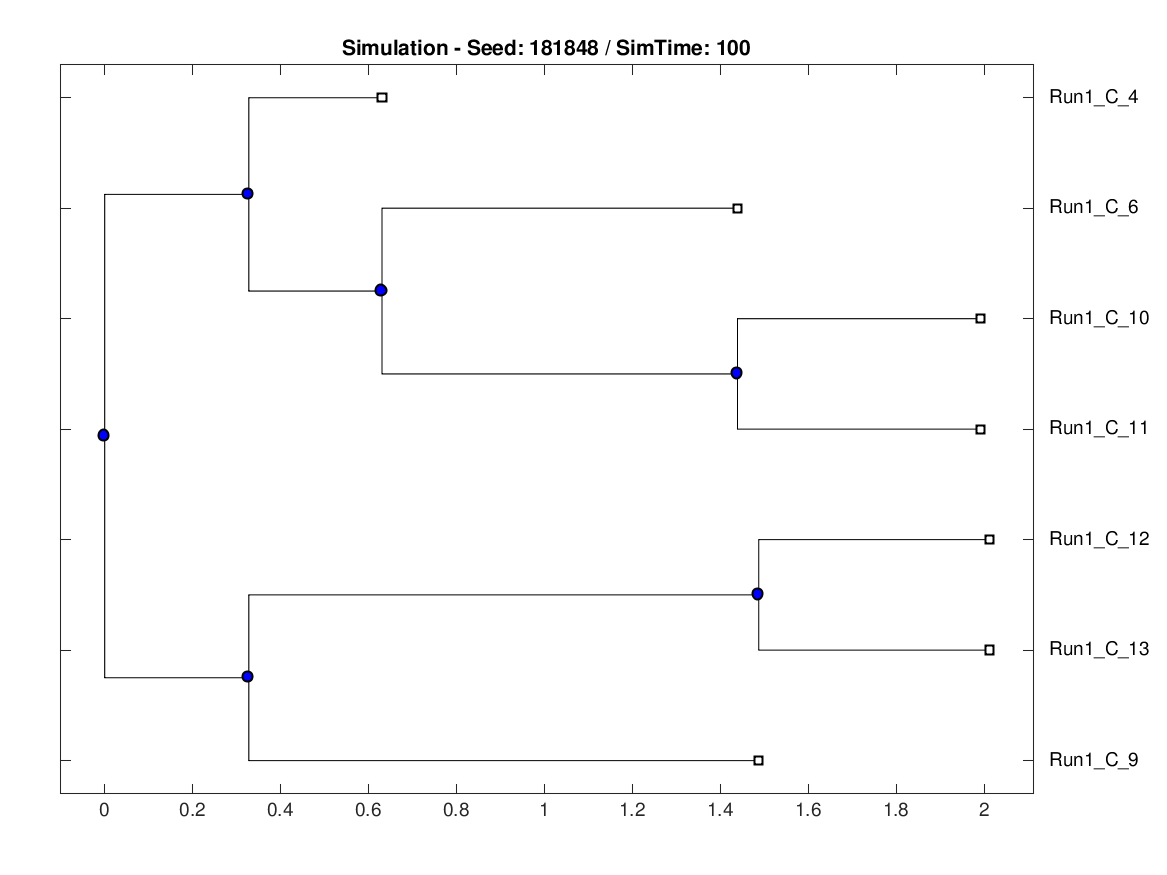 Simulation - Seed: 181848 / SimTime: 100
Run1_C_4
Run1_C_6
Run1_C_10
Run1_C_11
Run1_C_12
Run1_C_13
Run1_C_9
0 0.2 0.4 0.6 0.8 1 1.2 1.4 1.6 1.8 2